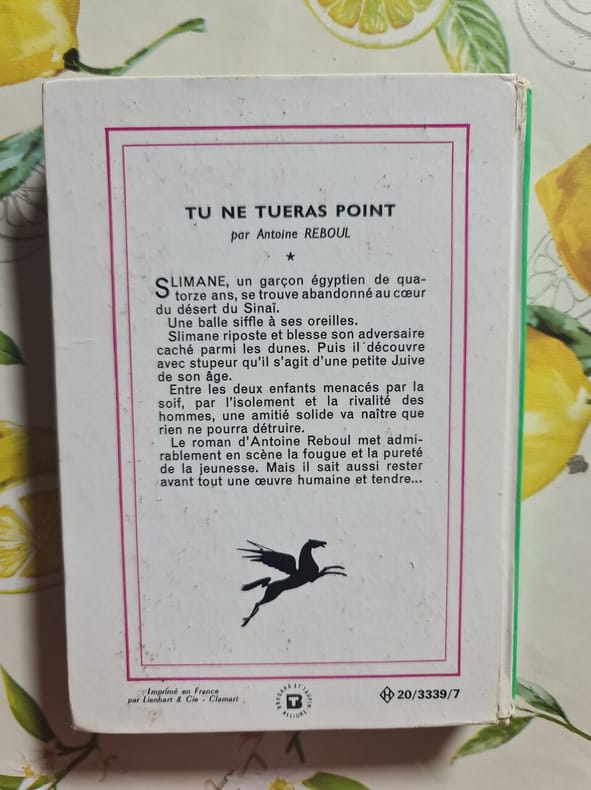 TU NE TUERAS POINT
par Antoine REBOUL
★
SLIMANE, un garçon égyptien de qua-
torze ans, se trouve abandonné au cœur
du désert du Sinaï.
Une balle siffle à ses oreilles.
Slimane riposte et blesse son adversaire
caché parmi les dunes. Puis il découvre
avec stupeur qu'il s'agit d'une petite Juive
de son âge.
Entre les deux enfants menacés par la
soif, par l'isolement et la rivalité des
hommes, une amitié solide va naître que
rien ne pourra détruire.
Le roman d'Antoine Reboul met admi-
rablement en scène la fougue et la pureté
de la jeunesse. Mais il sait aussi rester
avant tout une œuvre humaine et tendre...
Imprimé en France
par Lienhart & Cie - Clamart
BRODARD ET TAUPIN
RELIURE
H 20/3339/7